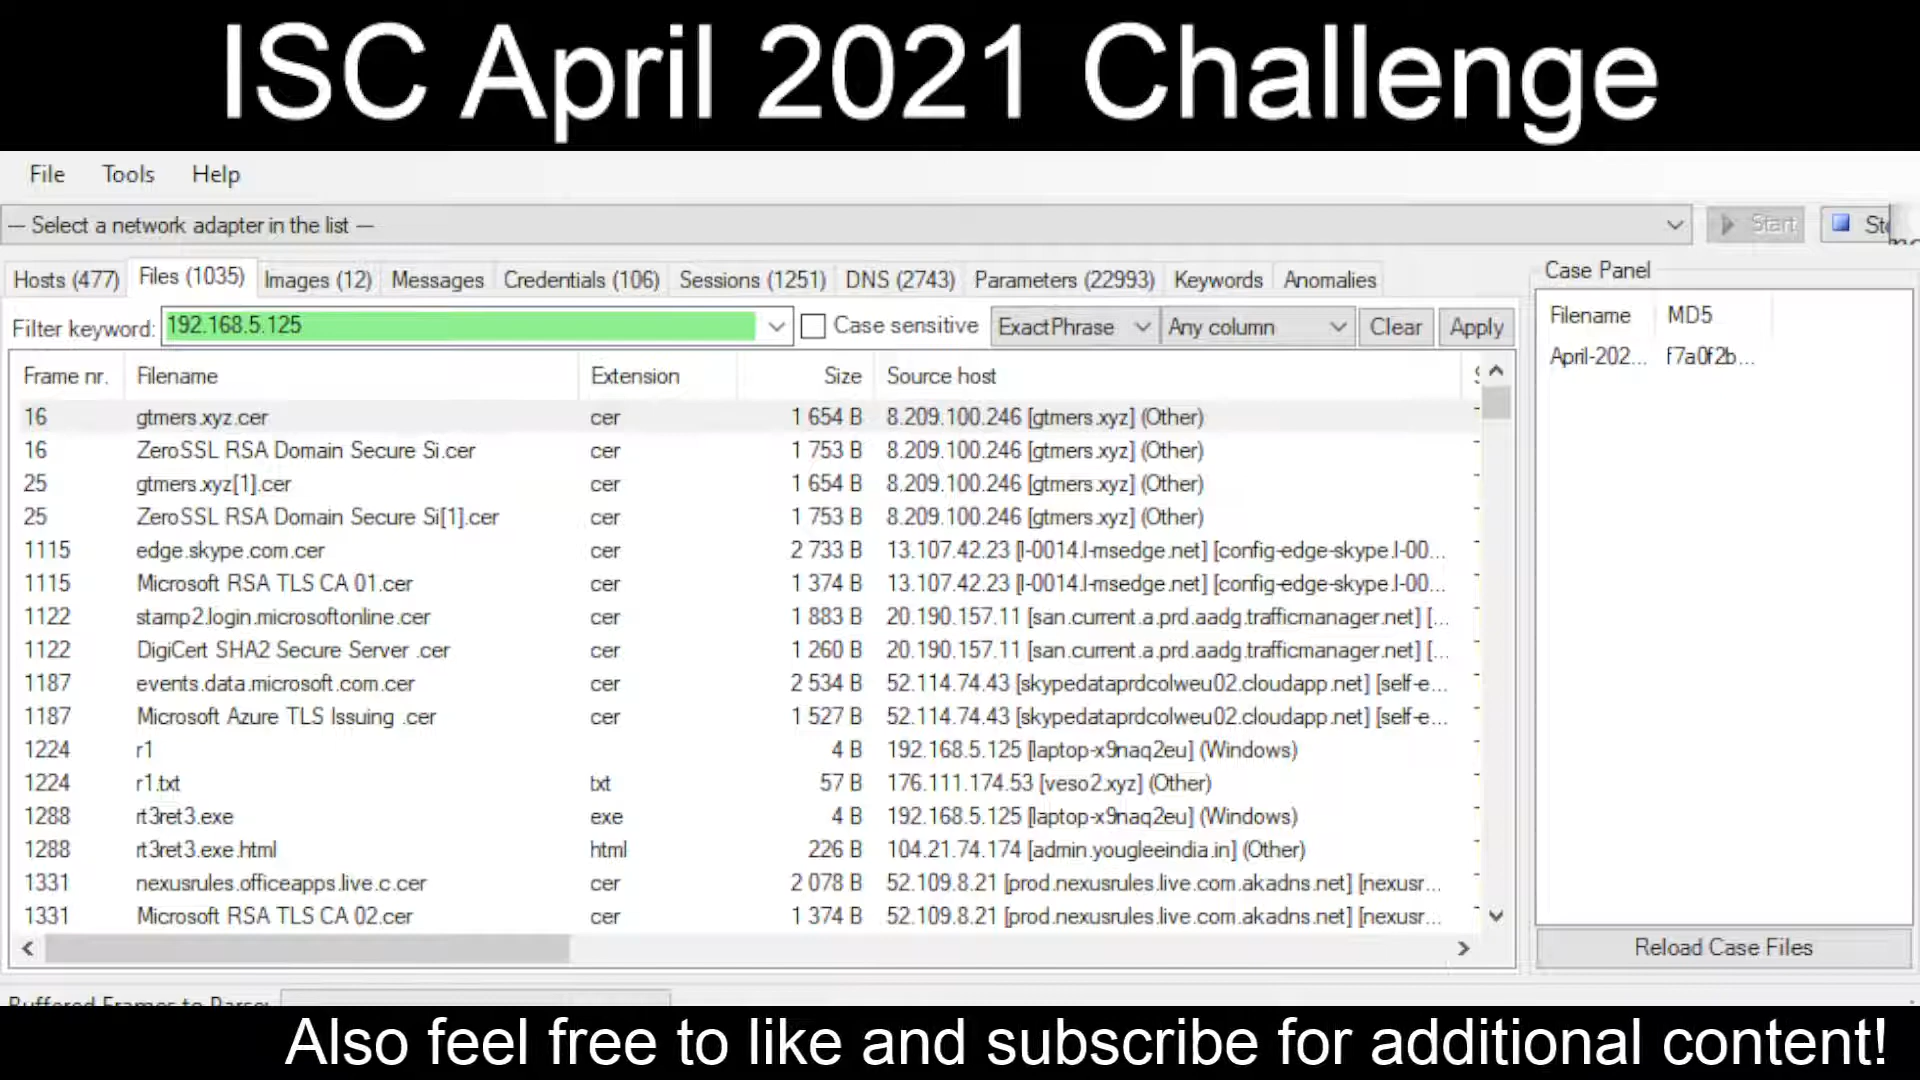 ISC April 2021 Challenge
File Tools Help
— Select a network adapter in the list — Start
Hosts (477) Files (1035) Images (12) Messages Credentials (106) Sessions (1251) DNS (2743) Parameters (22993) Keywords Anomalies Case Panel
Filter keyword: 192.168.5.125 Case sensitive ExactPhrase Any column Clear Apply Filename MD5
April-202... f7a0f2b...
Frame nr. Filename Extension Size Source host
16 gtmers.xyz.cer cer 1 654 B 8.209.100.246 [gtmers.xyz] (Other)
16 ZeroSSL RSA Domain Secure Si.cer cer 1 753 B 8.209.100.246 [gtmers.xyz] (Other)
25 gtmers.xyz[1].cer cer 1 654 B 8.209.100.246 [gtmers.xyz] (Other)
25 ZeroSSL RSA Domain Secure Si[1].cer cer 1 753 B 8.209.100.246 [gtmers.xyz] (Other)
1115 edge.skype.com.cer cer 2 733 B 13.107.42.23 [l-0014.l-msedge.net] [config-edge-skype.l-00...
1115 Microsoft RSA TLS CA 01.cer cer 1 374 B 13.107.42.23 [l-0014.l-msedge.net] [config-edge-skype.l-00...
1122 stamp2.login.microsoftonline.cer cer 1 883 B 20.190.157.11 [san.current.a.prd.aadg.trafficmanager.net] [...
1122 DigiCert SHA2 Secure Server .cer cer 1 260 B 20.190.157.11 [san.current.a.prd.aadg.trafficmanager.net] [...
1187 events.data.microsoft.com.cer cer 2 534 B 52.114.74.43 [skypedataprdcolweu02.cloudapp.net] [self-e...
1187 Microsoft Azure TLS Issuing .cer cer 1 527 B 52.114.74.43 [skypedataprdcolweu02.cloudapp.net] [self-e...
1224 r1 4 B 192.168.5.125 [laptop-x9naq2eu] (Windows)
1224 r1.txt txt 57 B 176.111.174.53 [veso2.xyz] (Other)
1288 rt3ret3.exe exe 4 B 192.168.5.125 [laptop-x9naq2eu] (Windows)
1288 rt3ret3.exe.html html 226 B 104.21.74.174 [admin.yougleeindia.in] (Other)
1331 nexusrules.officeapps.live.c.cer cer 2 078 B 52.109.8.21 [prod.nexusrules.live.com.akadns.net] [nexusr...
1331 Microsoft RSA TLS CA 02.cer cer 1 374 B 52.109.8.21 [prod.nexusrules.live.com.akadns.net] [nexusr...
Reload Case Files
Buffered Frames to Parse:
Also feel free to like and subscribe for additional content!